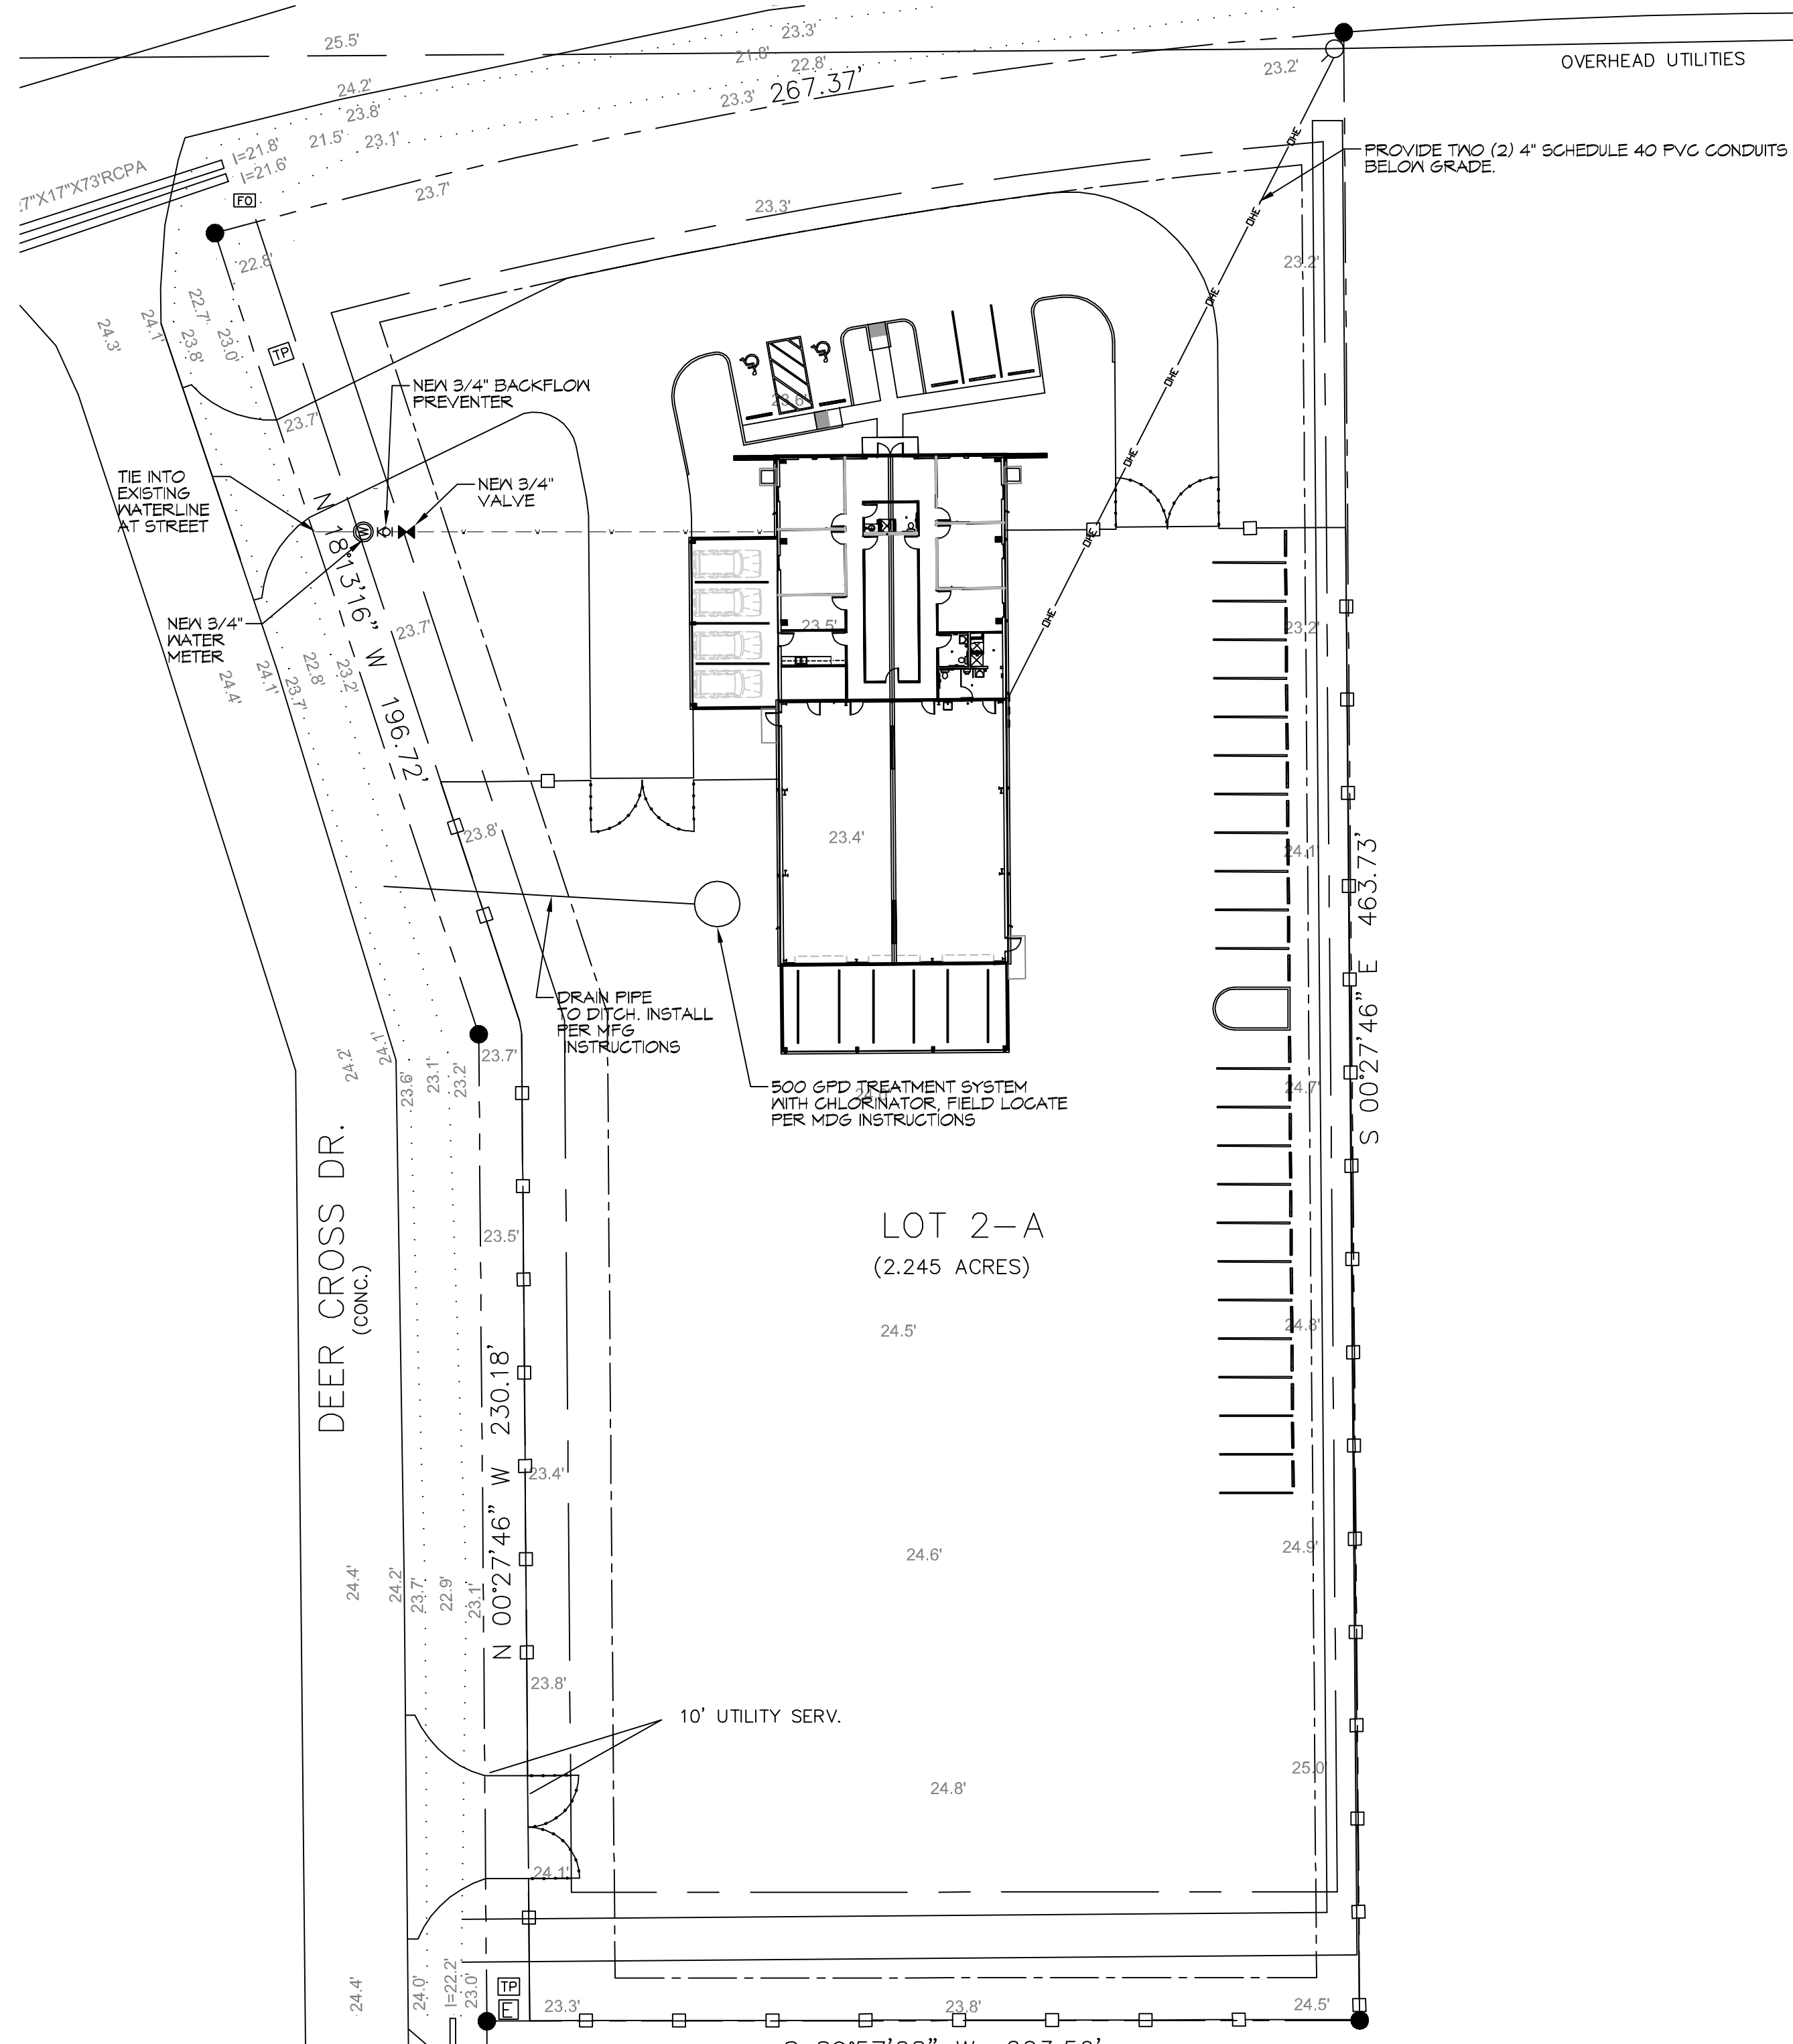 25.5'
23.3'
21.8'
22.8'
267.37'
23.3'
23.2'
OVERHEAD UTILITIES
24.2'
23.8'
21.5'
23.1'
I=21.8'
I=21.6'
7"X17"X73'RCPA
FO
23.7'
23.3'
PROVIDE TWO (2) 4" SCHEDULE 40 PVC CONDUITS
BELOW GRADE.
OHE
OHE
OHE
OHE
OHE
OHE
OHE
22.8'
23.2'
22.7'
23.0'
24.3'
24.1'
23.8'
TP
NEW 3/4" BACKFLOW
PREVENTER
23.6'
23.7'
TIE INTO
EXISTING
WATERLINE
AT STREET
NEW 3/4"
VALVE
W
N 18°13'16" W 196.72'
NEW 3/4"
WATER
METER
23.7'
23.5'
23.2'
24.4'
24.1'
23.7'
22.8'
23.2'
23.8'
23.4'
24.1'
S 00°27'46" E 463.73'
DRAIN PIPE
TO DITCH. INSTALL
PER MFG
INSTRUCTIONS
24.2'
24.1'
23.6'
23.1'
23.2'
23.7'
500 GPD TREATMENT SYSTEM
WITH CHLORINATOR, FIELD LOCATE
PER MDG INSTRUCTIONS
24.7'
DEER CROSS DR.
(CONC.)
23.5'
LOT 2-A
(2.245 ACRES)
24.5'
24.8'
N 00°27'46" W 230.18'
23.4'
24.6'
24.9'
24.4'
24.2'
23.7'
22.9'
23.1'
23.8'
10' UTILITY SERV.
24.8'
25.0'
24.1'
24.4'
24.0'
I=22.2'
23.0'
TP
E
23.3'
23.8'
24.5'